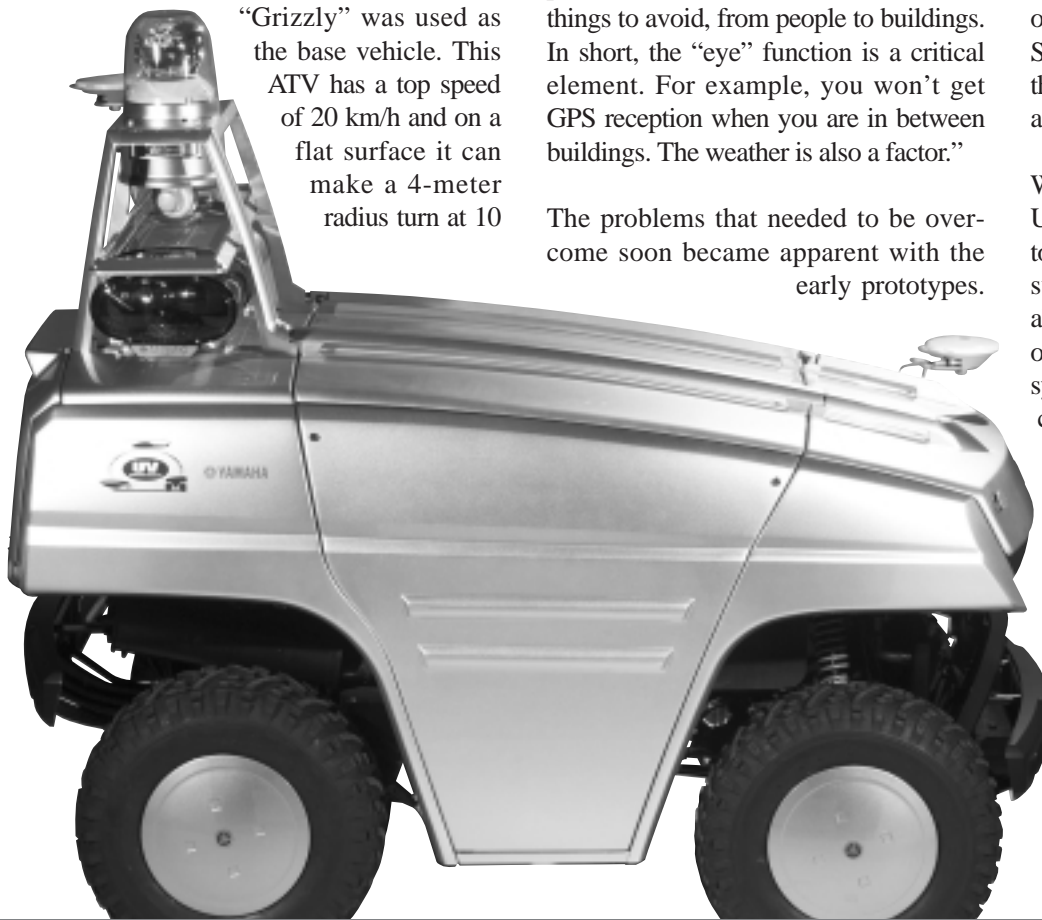 “Grizzly” was used as
the base vehicle. This
ATV has a top speed
of 20 km/h and on a
flat surface it can
make a 4-meter
radius turn at 10
things to avoid, from people to buildings.
In short, the “eye” function is a critical
element. For example, you won’t get
GPS reception when you are in between
buildings. The weather is also a factor.”
The problems that needed to be over-
come soon became apparent with the
early prototypes.
UV
YAMAHA